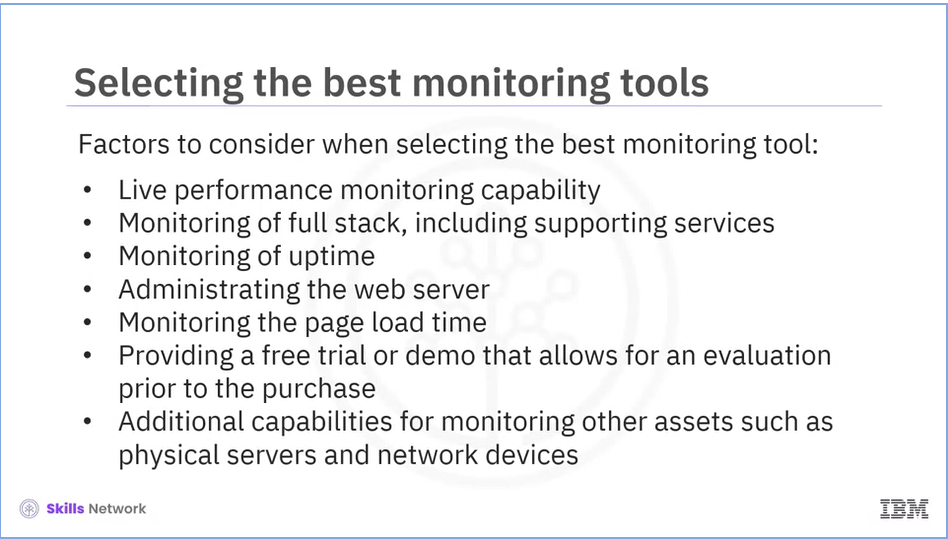 Selecting the best monitoring tools
Factors to consider when selecting the best monitoring tool:
• Live performance monitoring capability
• Monitoring of full stack, including supporting services
• Monitoring of uptime
• Administrating the web server
• Monitoring the page load time
• Providing a free trial or demo that allows for an evaluation
prior to the purchase
• Additional capabilities for monitoring other assets such as
physical servers and network devices
Skills Network
IBM